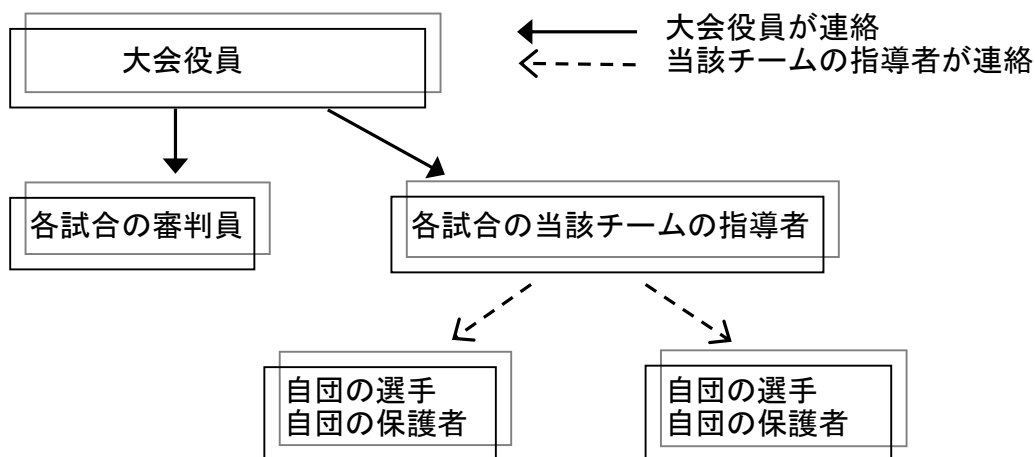 大会役員
大会役員が連絡
当該チームの指導者が連絡
各試合の審判員
各試合の当該チームの指導者
自団の選手
自団の保護者
自団の選手
自団の保護者